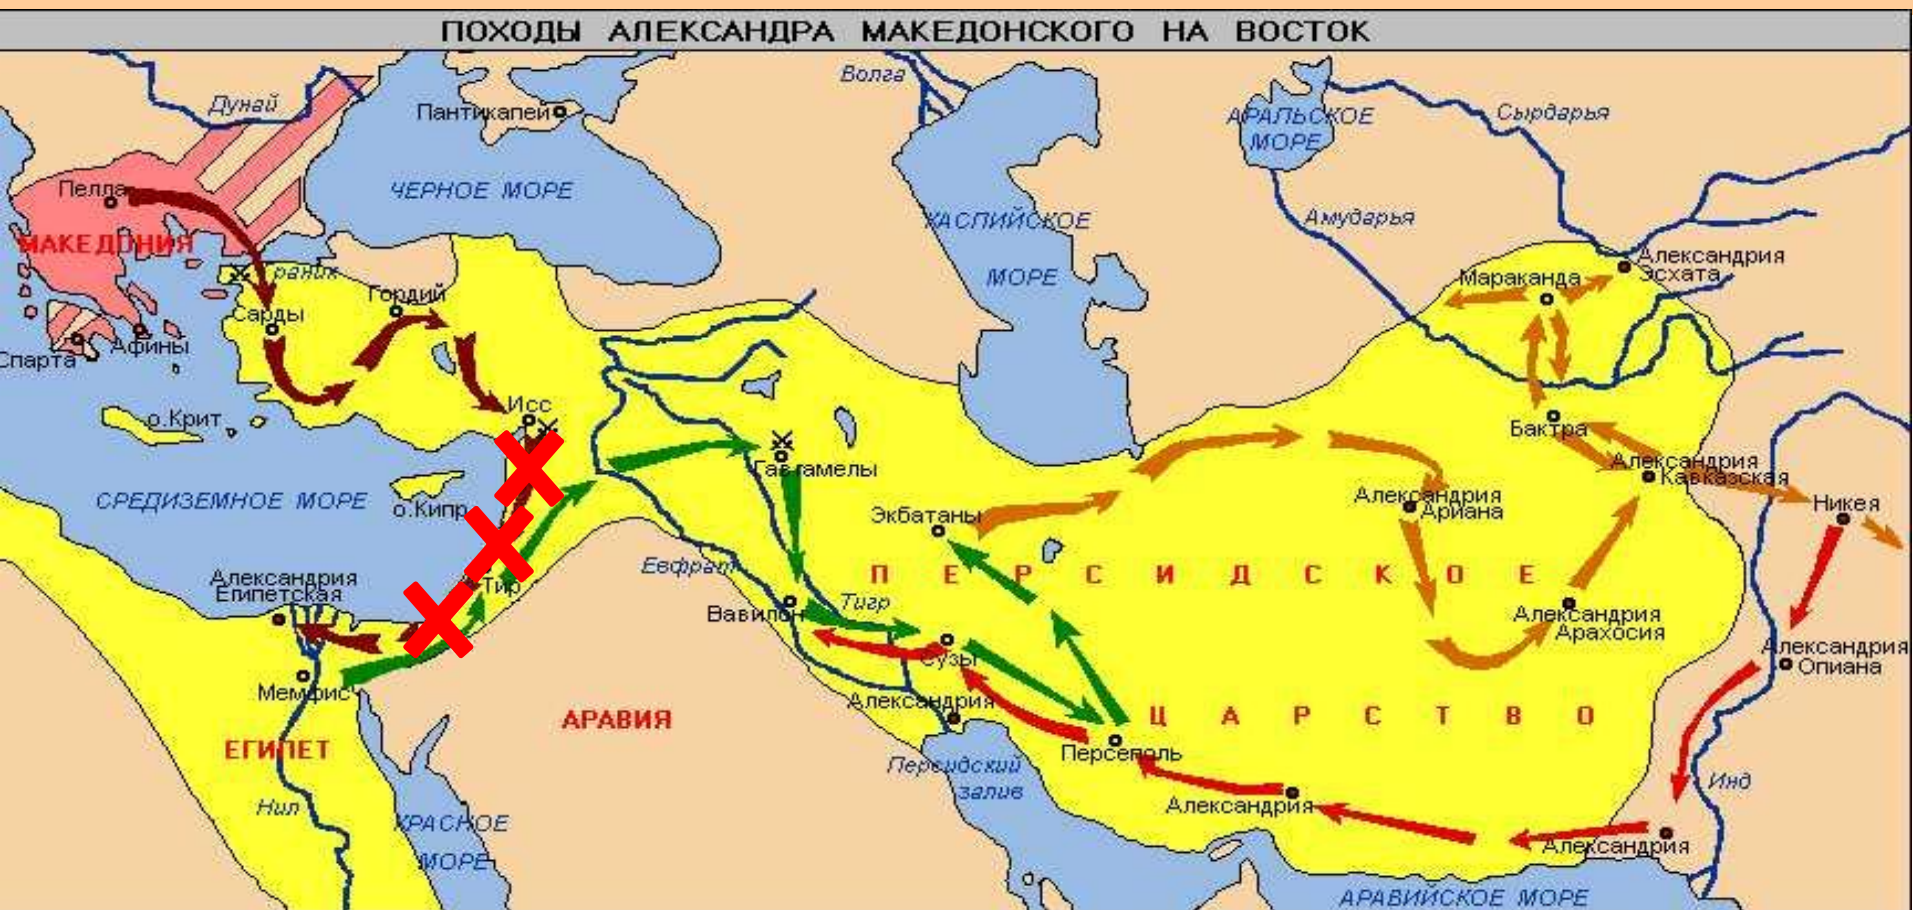 ПОХОДЫ АЛЕКСАНДРА МАКЕДОНСКОГО НА ВОСТОК
Волга
Дунай
Пантикапей
АРАЛЬСКОЕ
МОРЕ
Сырдарья
Пелла
ЧЕРНОЕ МОРЕ
КАСПИЙСКОЕ
МОРЕ
Амударья
МАКЕДОНИЯ
Граник
Гордий
Сарды
Мараканда
Александрия
Эсхата
Спарта
Афины
Исс
о.Крит
Бактра
Гавгамелы
Александрия
Кавказская
СРЕДИЗЕМНОЕ МОРЕ
о.Кипр
Экбатаны
Александрия
Ариана
Никея
Евфрат
ПЕРСИДСКОЕ
Александрия
Египетская
Тир
Вавилон
Тигр
Александрия
Арахосия
Сузы
Александрия
Опиана
Мемфис
Александрия
АРАВИЯ
ЦАРСТВО
ЕГИПЕТ
Персеполь
Персидский
залив
Нил
Александрия
Инд
КРАСНОЕ
МОРЕ
Александрия
АРАВИЙСКОЕ МОРЕ